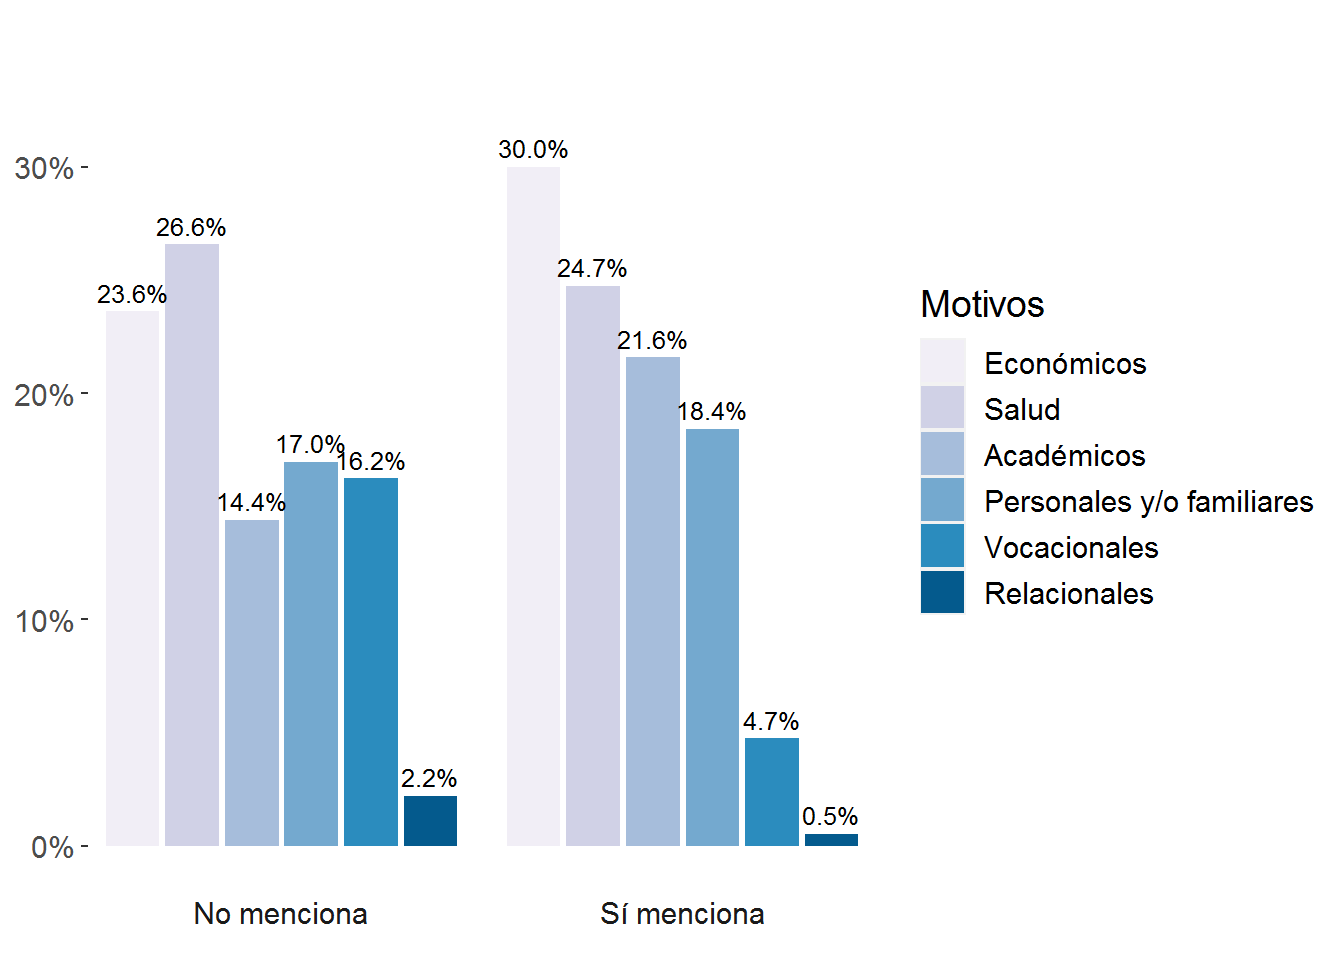 30%
20%
10%
0%
23.6%
26.6%
14.4%
17.0%
16.2%
2.2%
30.0%
24.7%
21.6%
18.4%
4.7%
0.5%
No menciona
Sí menciona
Motivos
Económicos
Salud
Académicos
Personales y/o familiares
Vocacionales
Relacionales